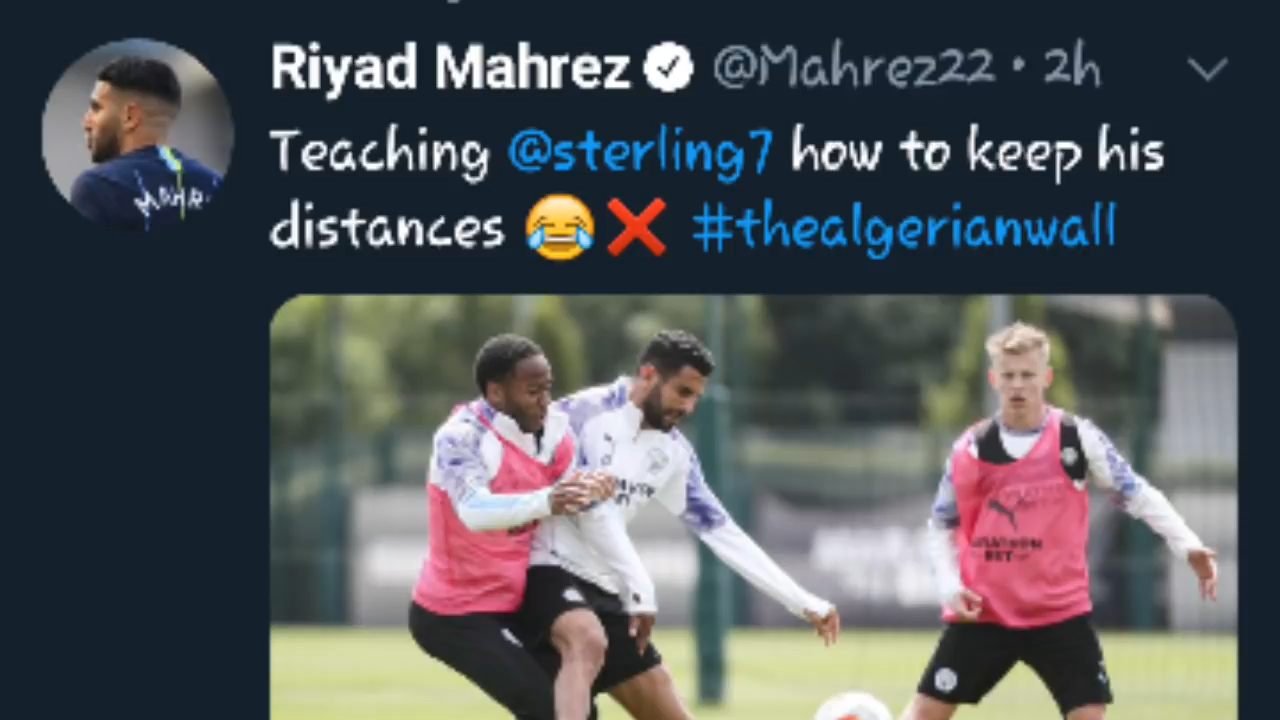 Riyad Mahrez @Mahrez22 · 2h
Teaching @sterling7 how to keep his
distances 😂❌ #thealgerianwall